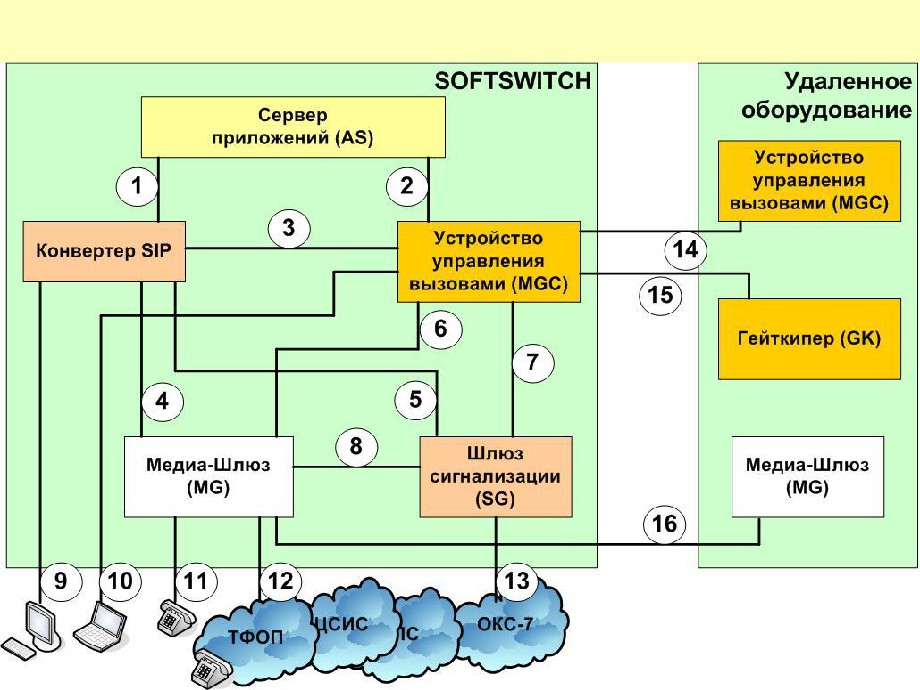 SOFTSWITCH
Удаленное
оборудование
Сервер
приложений (AS)
Устройство
управления
вызовами (MGC)
1
2
3
Конвертер SIP
Устройство
управления
вызовами (MGC)
14
15
6
Гейткипер (GK)
7
4
5
8
Медиа-Шлюз
(MG)
Шлюз
сигнализации
(SG)
Медиа-Шлюз
(MG)
16
9
10
11
12
13
ТФОП
ЦСИС
ПС
ОКС-7